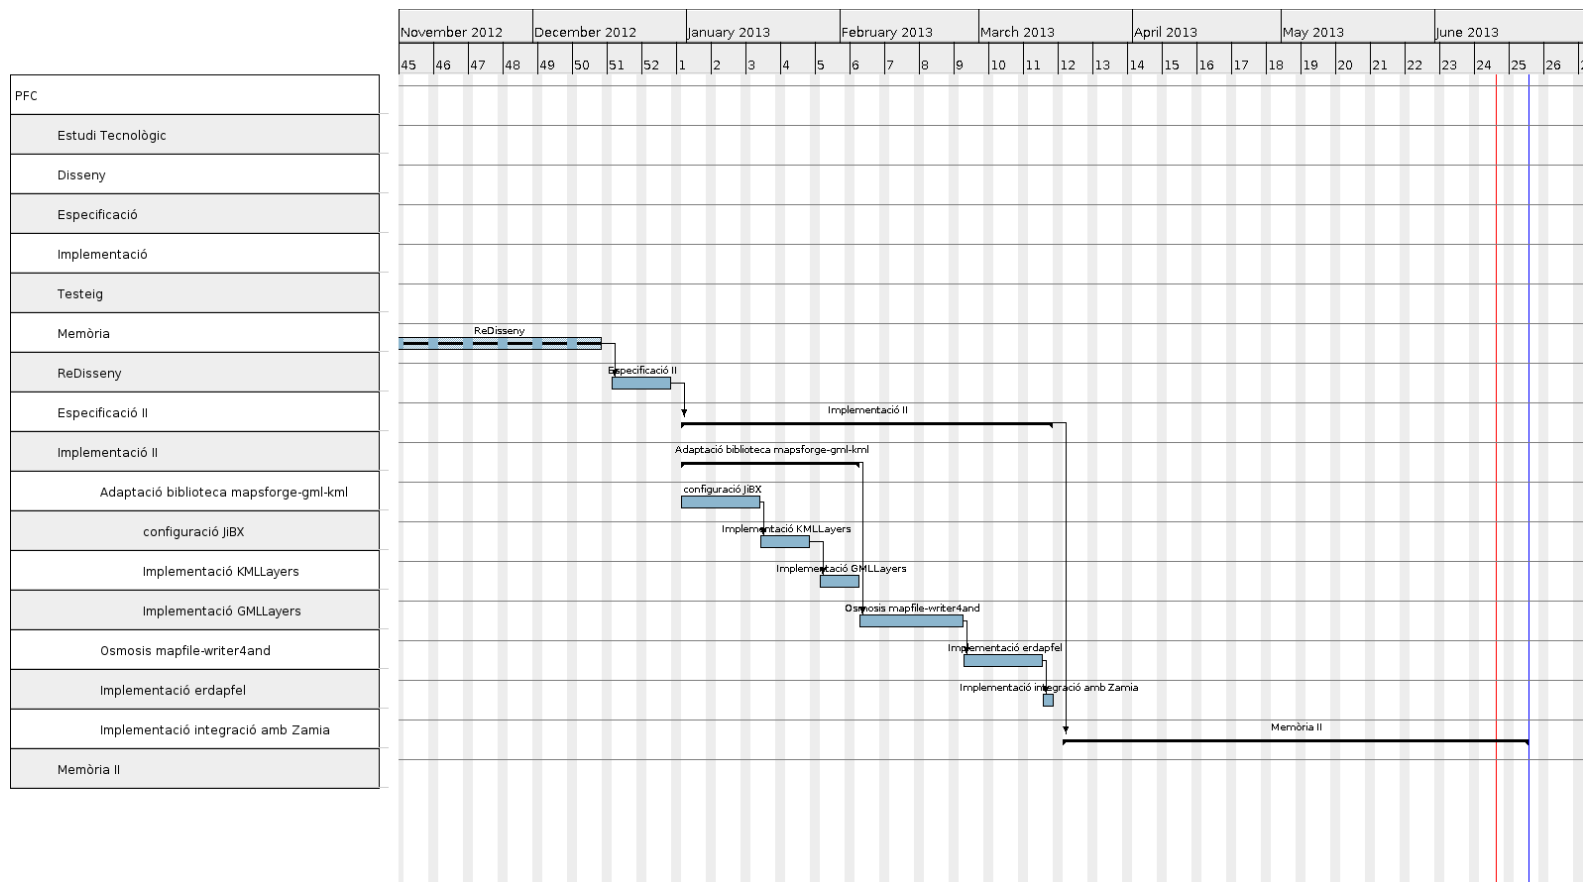 November 2012 December 2012 January 2013 February 2013 March 2013 April 2013 May 2013 June 2013
45 46 47 48 49 50 51 52 1 2 3 4 5 6 7 8 9 10 11 12 13 14 15 16 17 18 19 20 21 22 23 24 25 26
PFC
Estudi Tecnològic
Disseny
Especificació
Implementació
Testeig
Memòria
ReDisseny
ReDisseny
Especificació II
Especificació II
Implementació II
Implementació II
Adaptació biblioteca mapsforge-gml-kml
Adaptació biblioteca mapsforge-gml-kml
configuració JiBX
configuració JiBX
Implementació KMLLayers
Implementació KMLLayers
Implementació GMLLayers
Implementació GMLLayers
Osmosis mapfile-writer4and
Osmosis mapfile-writer4and
Implementació erdapfel
Implementació erdapfel
Implementació integració amb Zamia
Implementació integració amb Zamia
Memòria II
Memòria II